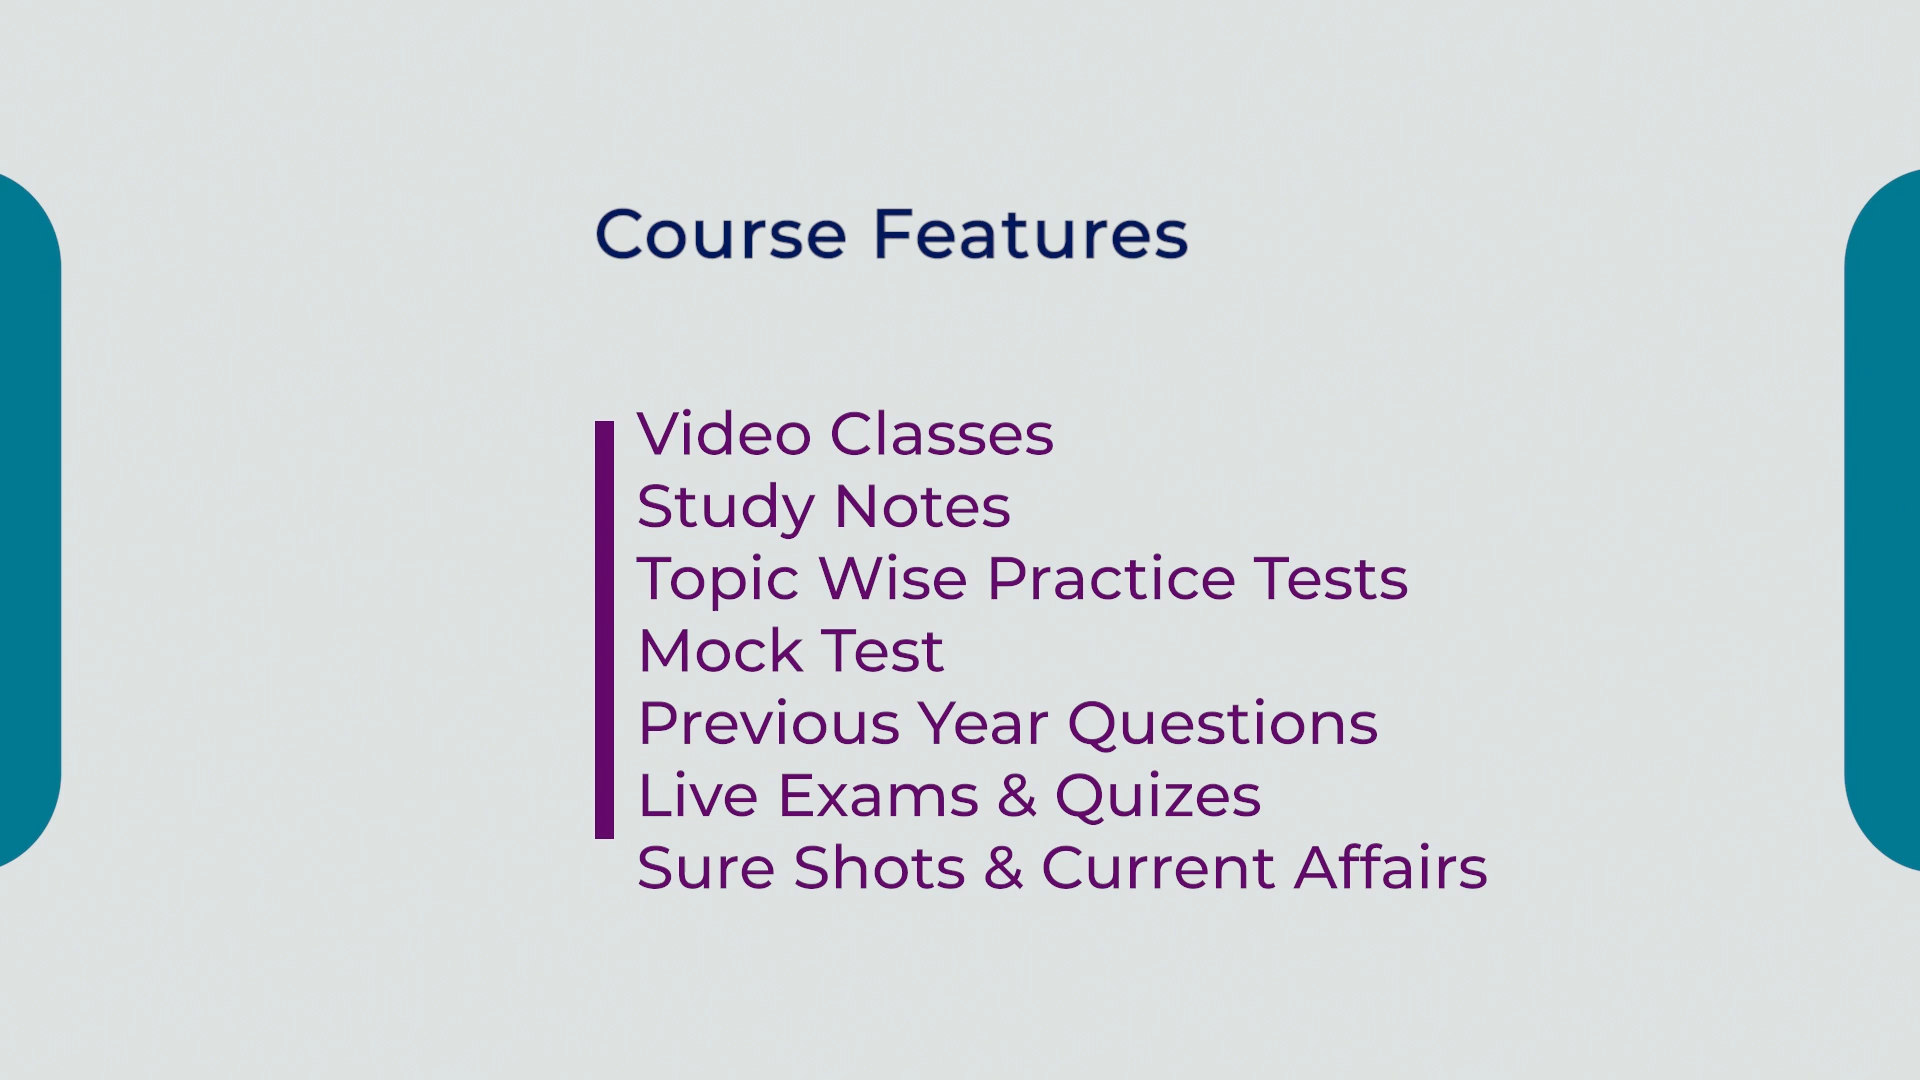 Course Features
Video Classes
Study Notes
Topic Wise Practice Tests
Mock Test
Previous Year Questions
Live Exams & Quizes
Sure Shots & Current Affairs